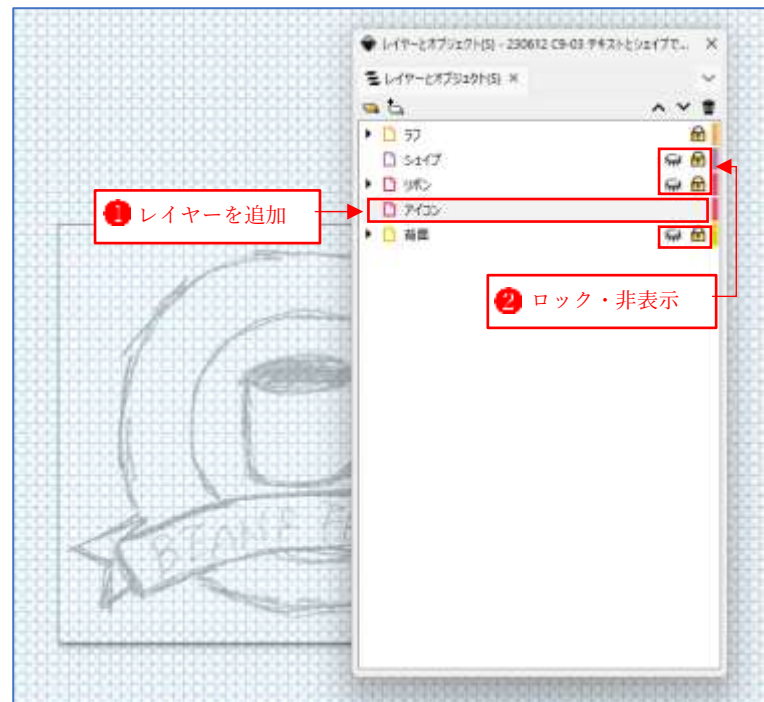 レイヤーとオブジェクト(S) - 230612 C9-03 テキストとシェイプで...
レイヤーとオブジェクト(S)
ラフ
シェイプ
リボン
❶ レイヤーを追加
アイコン
背景
❷ ロック・非表示